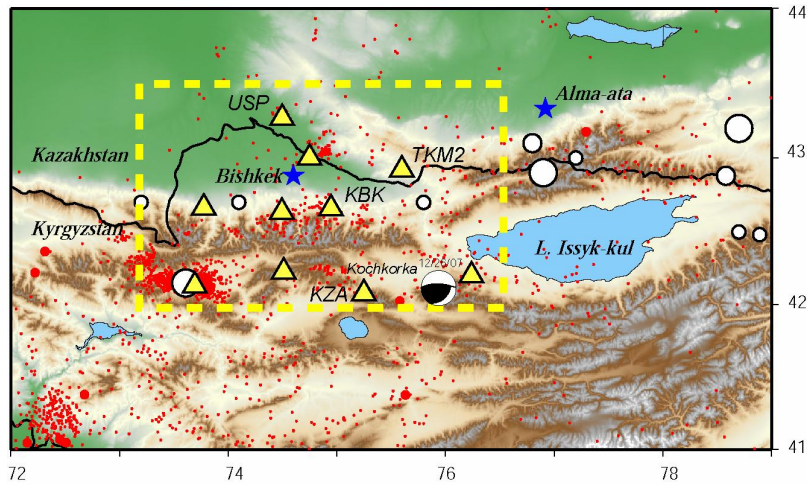 44
Alma-ata
USP
Kazakhstan
TKM2
43
Bishkek
KBK
Kyrgyzstan
L. Issyk-kul
12/26/07
Kochkorka
KZA
42
41
72
74
76
78